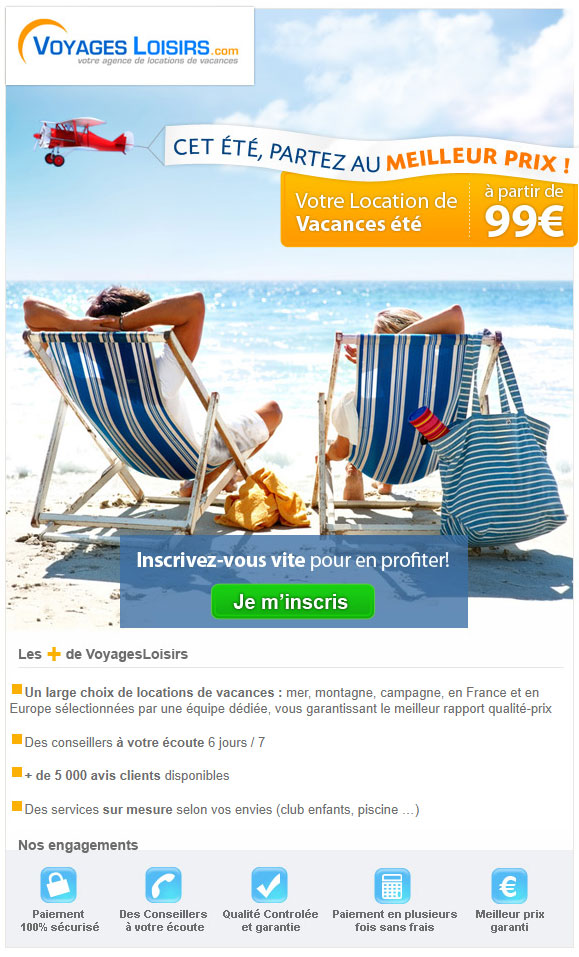 VOYAGES LOISIRS.com
votre agence de locations de vacances
CET ÉTÉ, PARTEZ AU MEILLEUR PRIX !
Votre Location de
Vacances été
à partir de
99€
Inscrivez-vous vite pour en profiter!
Je m'inscris
Les + de VoyagesLoisirs
Un large choix de locations de vacances : mer, montagne, campagne, en France et en
Europe sélectionnées par une équipe dédiée, vous garantissant le meilleur rapport qualité-prix
Des conseillers à votre écoute 6 jours / 7
+ de 5 000 avis clients disponibles
Des services sur mesure selon vos envies (club enfants, piscine ...)
Nos engagements
Paiement
100% sécurisé
Des Conseillers
à votre écoute
Qualité Controlée
et garantie
Paiement en plusieurs
fois sans frais
€
Meilleur prix
garanti